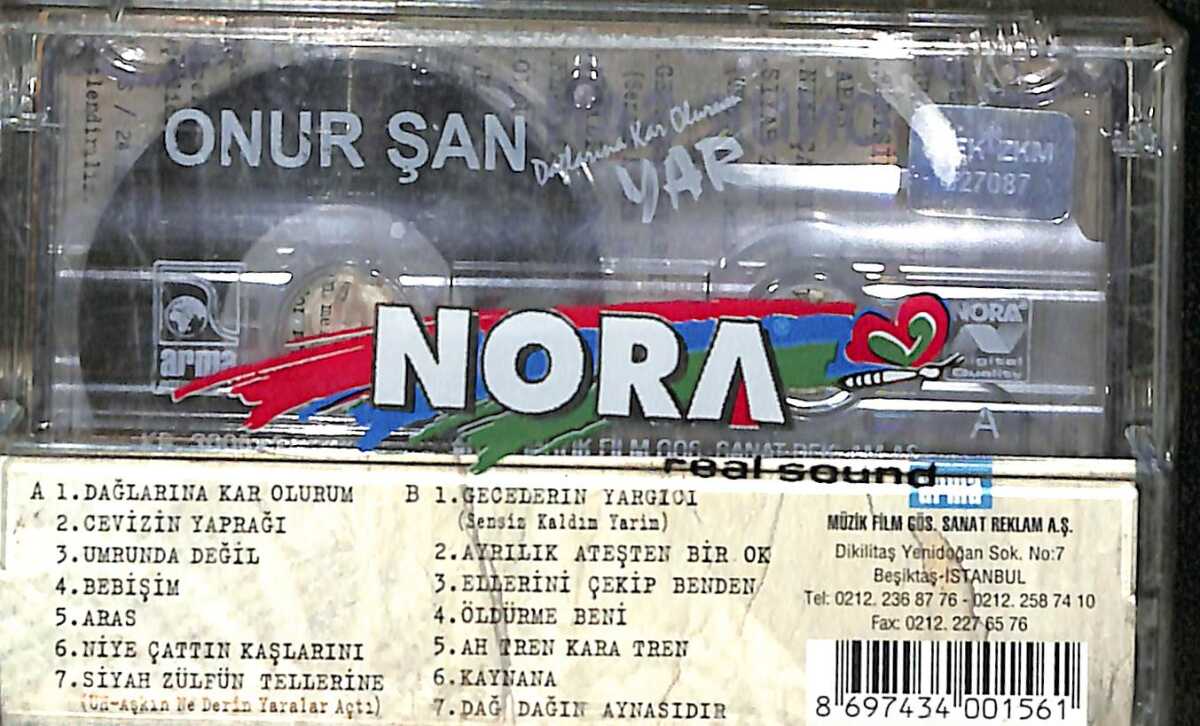 ONUR ŞAN
Dağlarına Kar Olurum
YAR
ZKM
27087
NORA
real sound
arma
NORA
Digital
Quality
A
A 1.DAĞLARINA KAR OLURUM
2.CEVİZİN YAPRAĞI
3.UMRUNDA DEĞİL
4.BEBİŞİM
5.ARAS
6.NİYE ÇATTIN KAŞLARINI
7.SİYAH ZÜLFÜN TELLERİNE
(Uh-Aşkın Ne Derin Yaralar Açtı)
B 1.GECELERIN YARGICI
(Sensiz Kaldım Yarim)
2.AYRILIK ATEŞTEN BİR OK
3.ELLERİNİ ÇEKİP BENDEN
4.ÖLDÜRME BENİ
5.AH TREN KARA TREN
6.KAYNANA
7.DAĞ DAĞIN AYNASIDIR
arma
MÜZİK FİLM GÖS. SANAT REKLAM A.Ş.
Dikilitaş Yenidoğan Sok. No:7
Beşiktaş-İSTANBUL
Tel: 0212. 236 87 76 - 0212. 258 74 10
Fax: 0212. 227 65 76
8 697434 001561